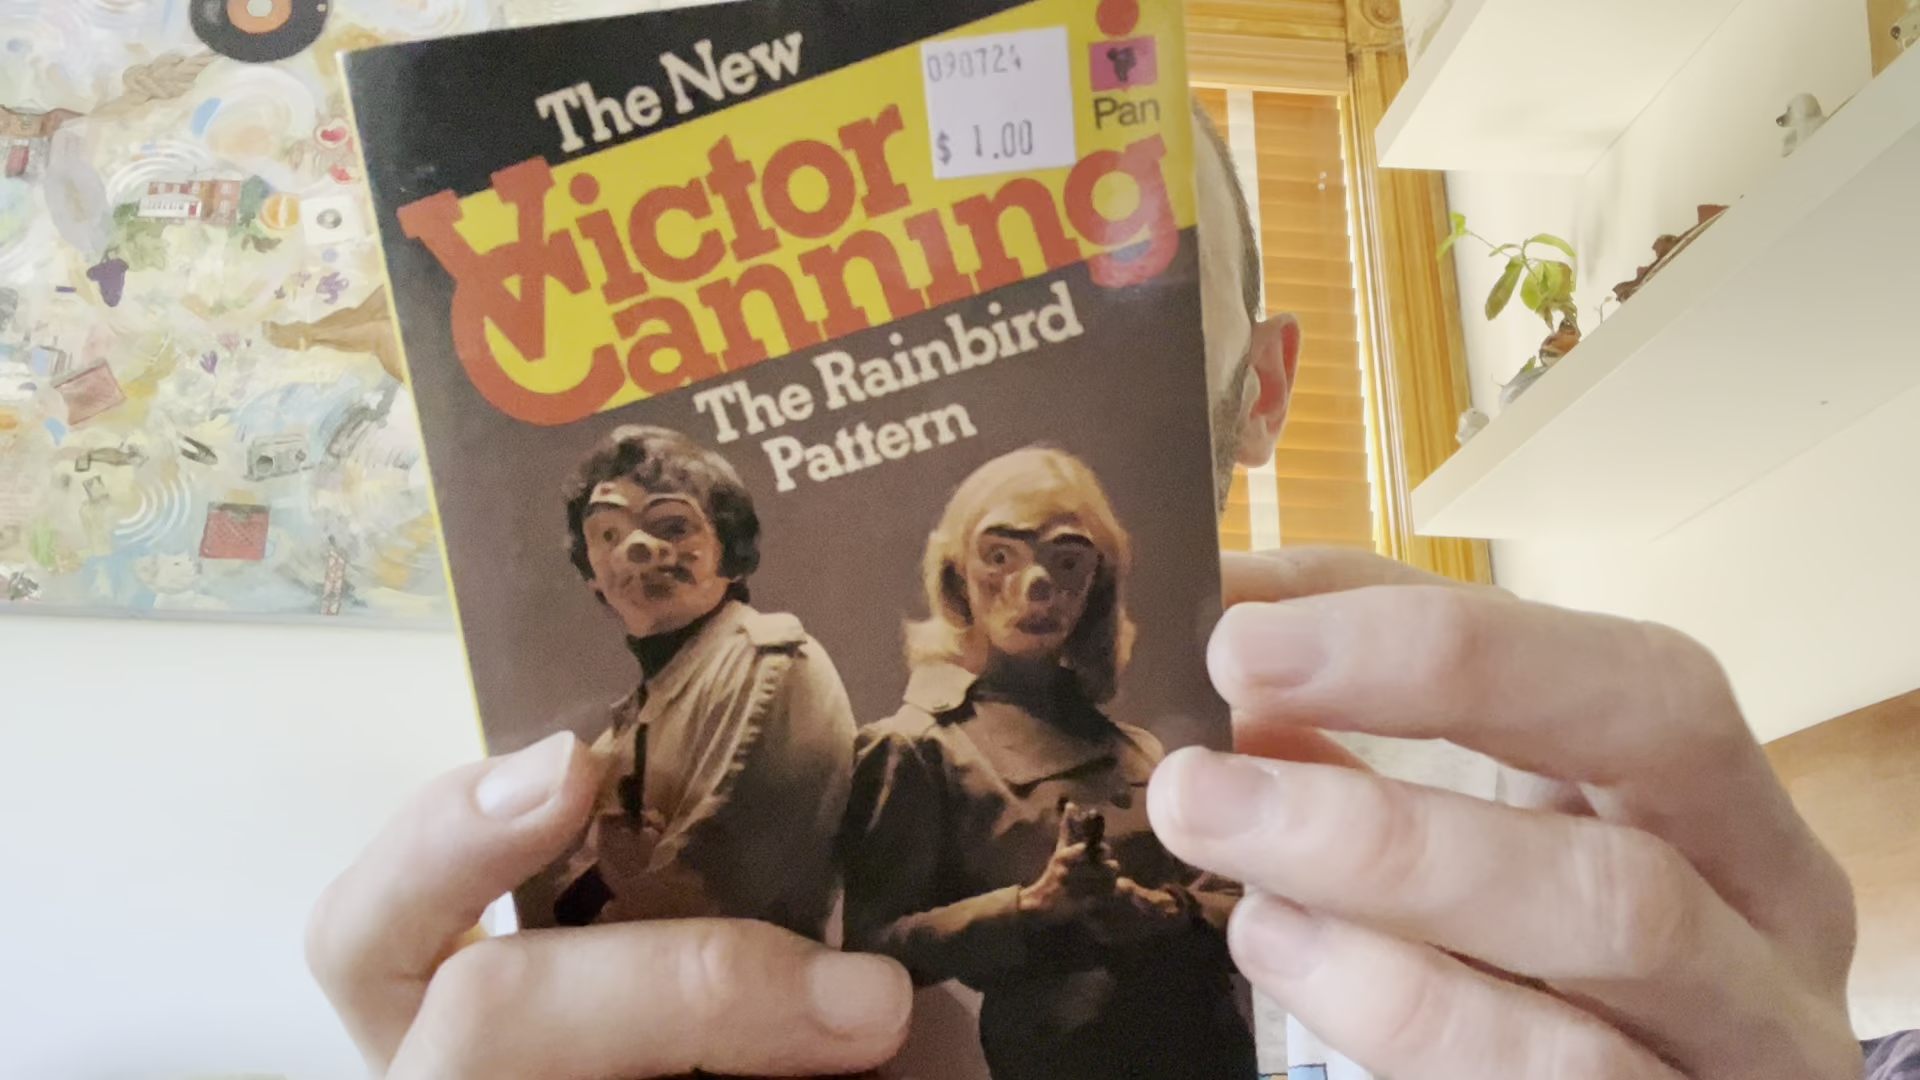 The New
Victor
Canning
090724
$ 1.00
Pan
The Rainbird
Pattern